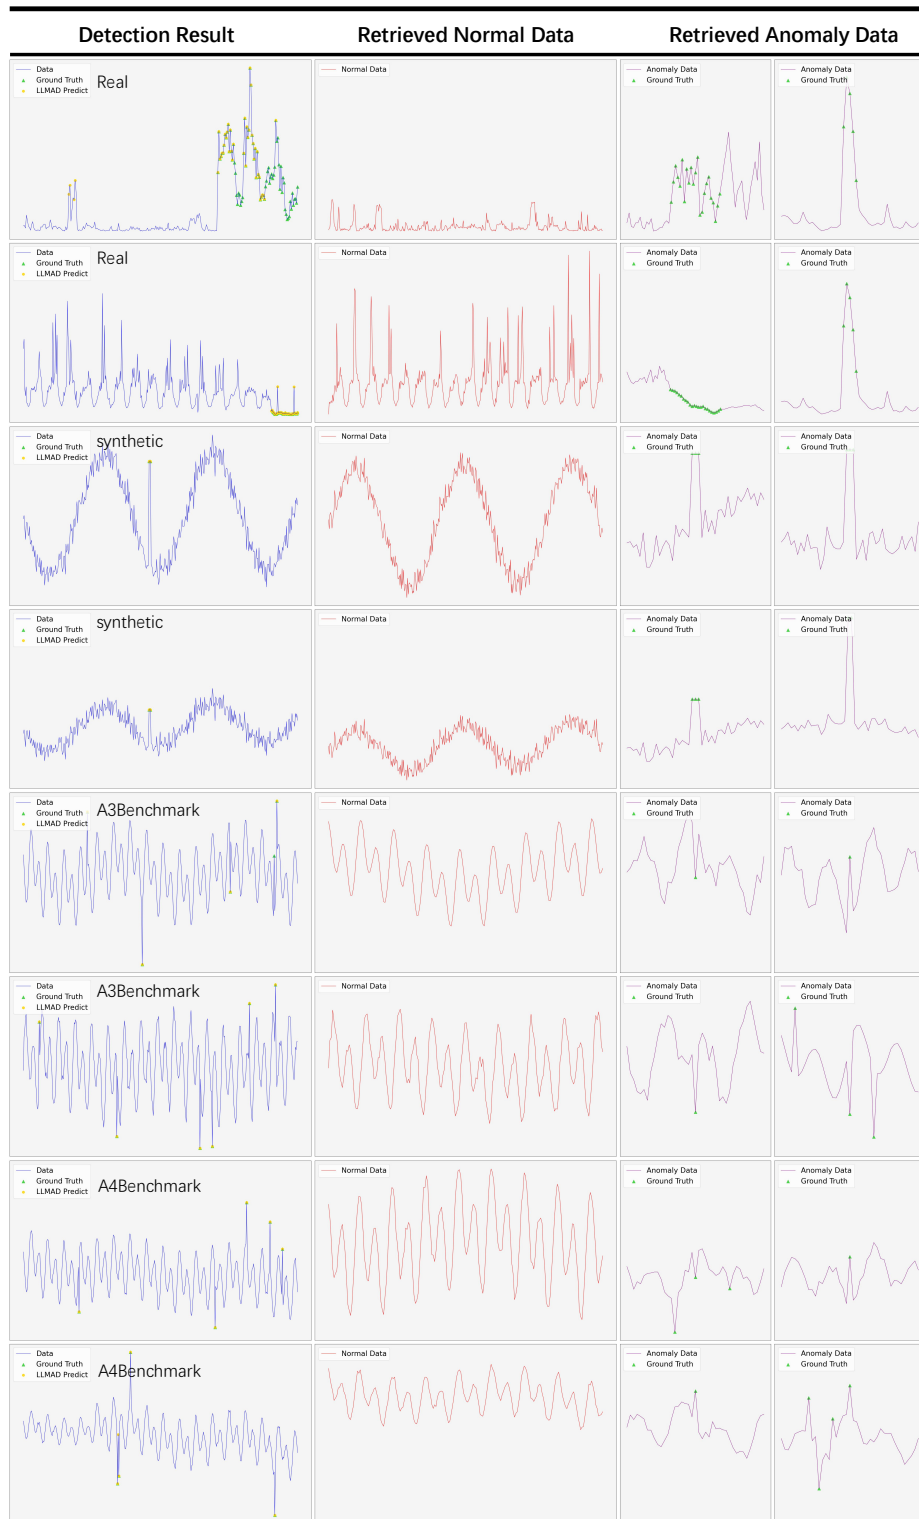 Detection Result
Retrieved Normal Data
Retrieved Anomaly Data
Data
Ground Truth
LLMAD Predict
Real
Normal Data
Anomaly Data
Ground Truth
Anomaly Data
Ground Truth
Data
Ground Truth
LLMAD Predict
Real
Normal Data
Anomaly Data
Ground Truth
Anomaly Data
Ground Truth
Data
Ground Truth
LLMAD Predict
synthetic
Normal Data
Anomaly Data
Ground Truth
Anomaly Data
Ground Truth
Data
Ground Truth
LLMAD Predict
synthetic
Normal Data
Anomaly Data
Ground Truth
Anomaly Data
Ground Truth
Data
Ground Truth
LLMAD Predict
A3Benchmark
Normal Data
Anomaly Data
Ground Truth
Anomaly Data
Ground Truth
Data
Ground Truth
LLMAD Predict
A3Benchmark
Normal Data
Anomaly Data
Ground Truth
Anomaly Data
Ground Truth
Data
Ground Truth
LLMAD Predict
A4Benchmark
Normal Data
Anomaly Data
Ground Truth
Anomaly Data
Ground Truth
Data
Ground Truth
LLMAD Predict
A4Benchmark
Normal Data
Anomaly Data
Ground Truth
Anomaly Data
Ground Truth